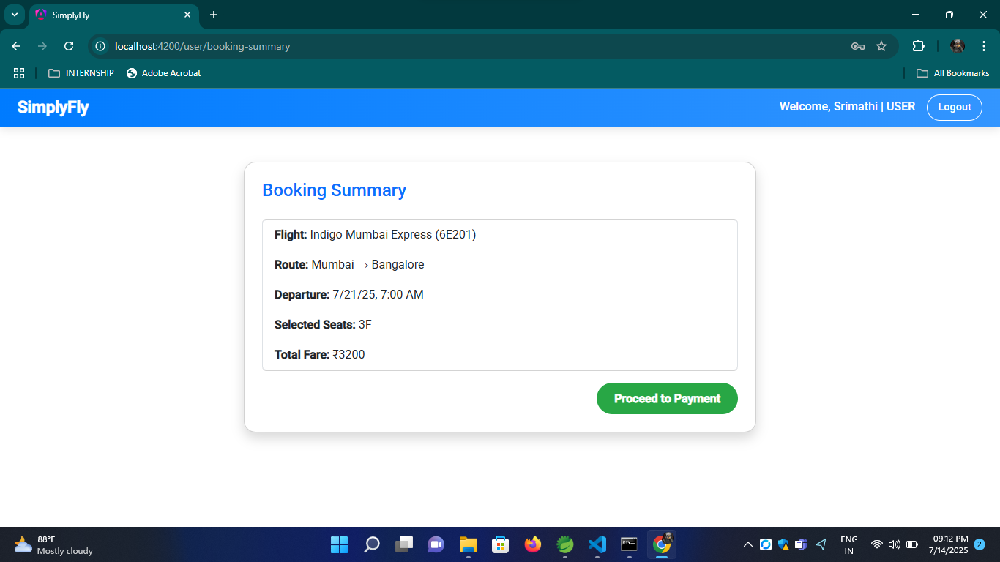 SimplyFly
localhost:4200/user/booking-summary
INTERNSHIP
Adobe Acrobat
All Bookmarks
SimplyFly
Welcome, Srimathi | USER
Logout
Booking Summary
Flight: Indigo Mumbai Express (6E201)
Route: Mumbai → Bangalore
Departure: 7/21/25, 7:00 AM
Selected Seats: 3F
Total Fare: ₹3200
Proceed to Payment
88°F
Mostly cloudy
ENG
IN
09:12 PM
7/14/2025
2